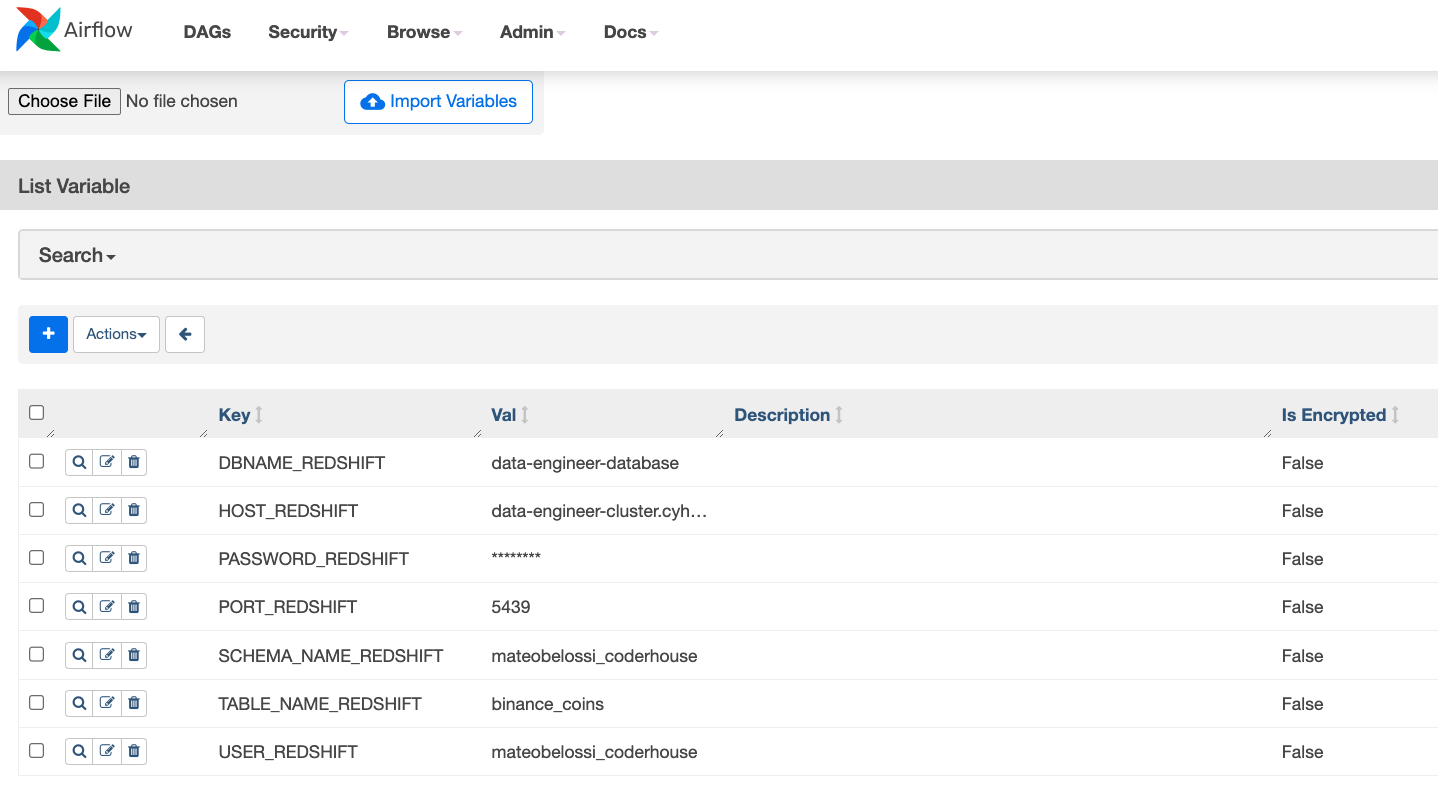 Airflow DAGs Security Browse Admin Docs
Choose File No file chosen Import Variables
List Variable
Search
+ Actions
Key Val Description Is Encrypted
DBNAME_REDSHIFT data-engineer-database False
HOST_REDSHIFT data-engineer-cluster.cyh... False
PASSWORD_REDSHIFT ******** False
PORT_REDSHIFT 5439 False
SCHEMA_NAME_REDSHIFT mateobelossi_coderhouse False
TABLE_NAME_REDSHIFT binance_coins False
USER_REDSHIFT mateobelossi_coderhouse False